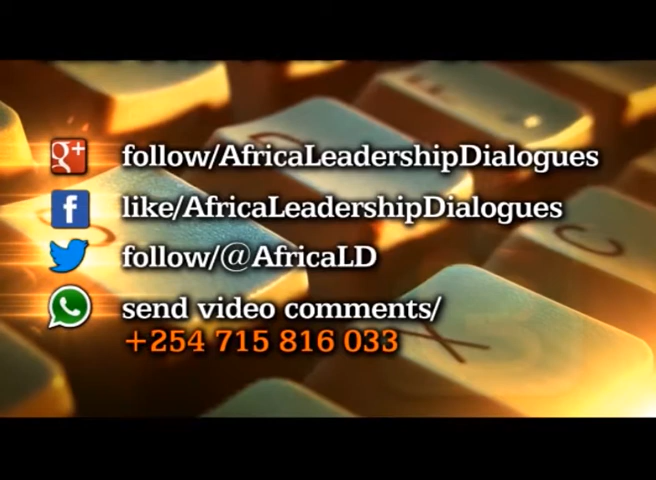 g+ follow/AfricaLeadershipDialogues
f like/AfricaLeadershipDialogues
follow/@AfricaLD
send video comments/
+254 715 816 033
C
X